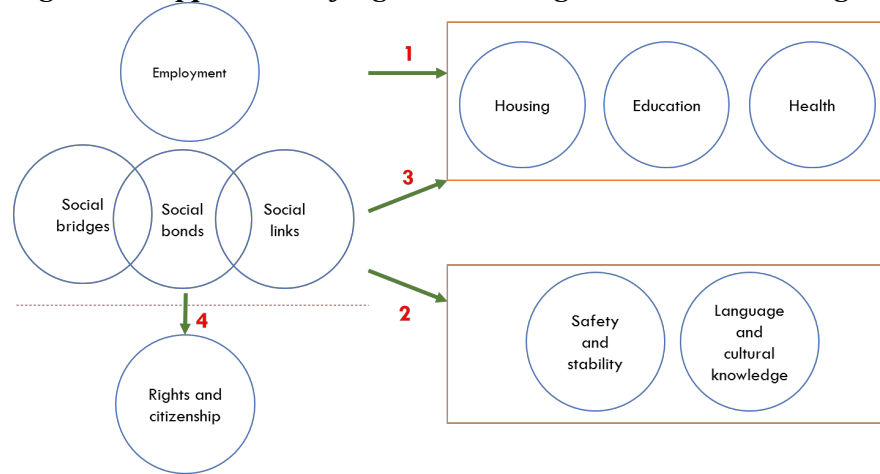 1
Employment
Housing
Education
Health
3
Social
bridges
Social
bonds
Social
links
2
Safety
and
stability
Language
and
cultural
knowledge
4
Rights and
citizenship